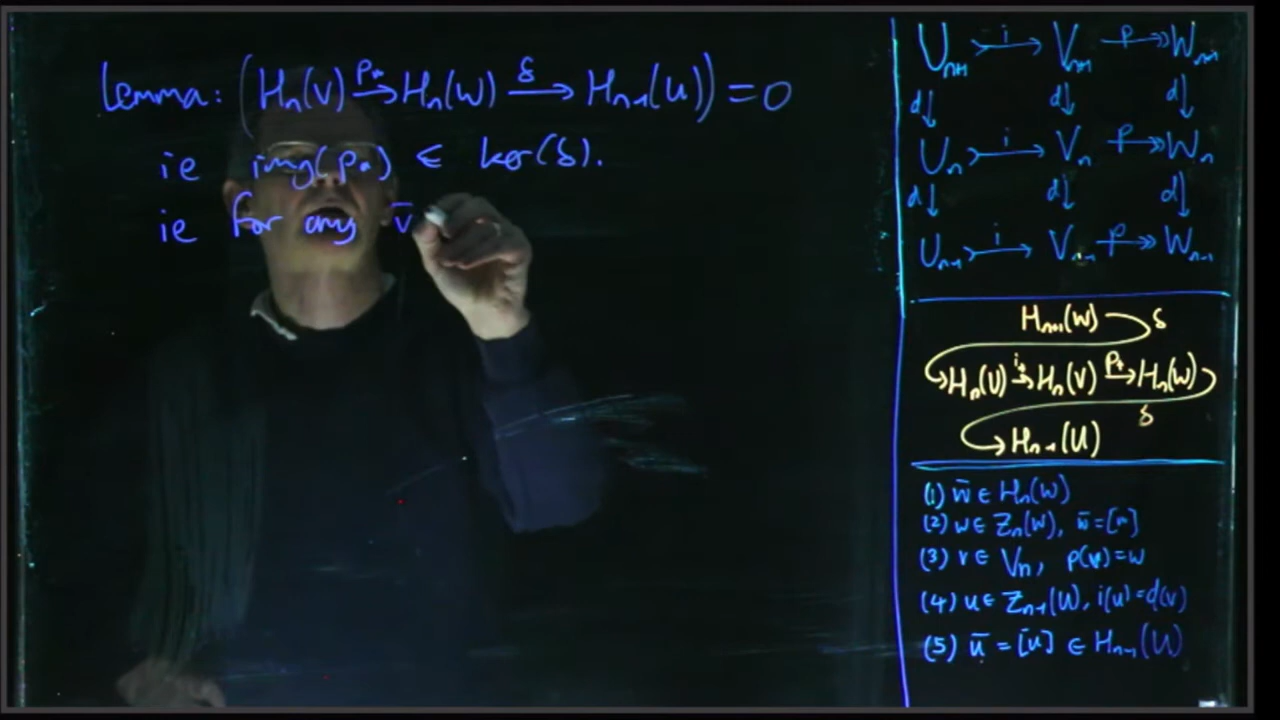 Lemma: (Hₙ(V) →p* Hₙ(W) →δ Hₙ₋₁(U)) = 0
ie img(p*) ≤ ker(δ).
ie for any v̄
Uₙ₊₁ ↣i Vₙ₊₁ ↠p Wₙ₊₁
d↓ d↓ d↓
Uₙ ↣i Vₙ ↠p Wₙ
d↓ d↓ d↓
Uₙ₋₁ ↣i Vₙ₋₁ ↠p Wₙ₋₁
Hₙ₊₁(W) δ
→ Hₙ(U) →i* Hₙ(V) →p* Hₙ(W)
δ
→ Hₙ₋₁(U)
(1) w̄ ∈ Hₙ(W)
(2) w ∈ Zₙ(W), w̄ = [w]
(3) v ∈ Vₙ, p(v) = w
(4) u ∈ Zₙ₋₁(U), i(u) = d(v)
(5) ū = [u] ∈ Hₙ₋₁(U)